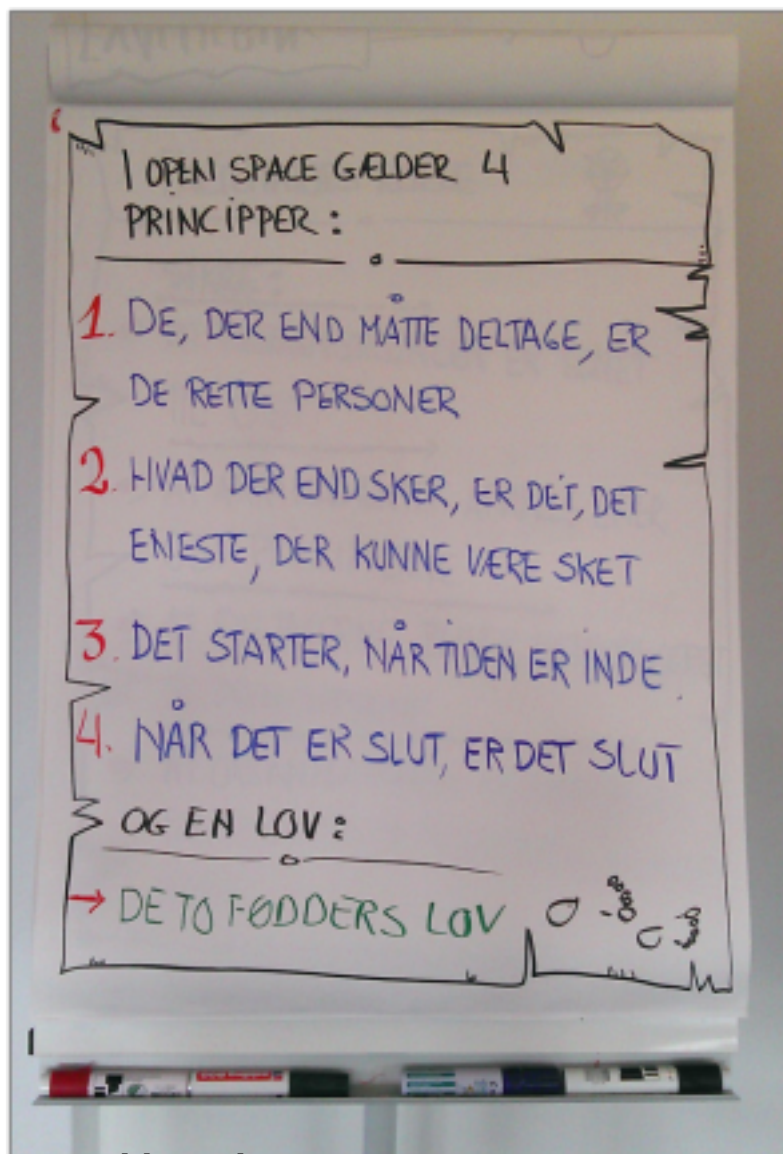 I OPEN SPACE GÆLDER 4
PRINCIPPER:
1. DE, DER END MÅTTE DELTAGE, ER
DE RETTE PERSONER
2. HVAD DER END SKER, ER DET, DET
ENESTE, DER KUNNE VÆRE SKET
3. DET STARTER, NÅR TIDEN ER INDE.
4. NÅR DET ER SLUT, ER DET SLUT
OG EN LOV:
→ DE TO FØDDERS LOV